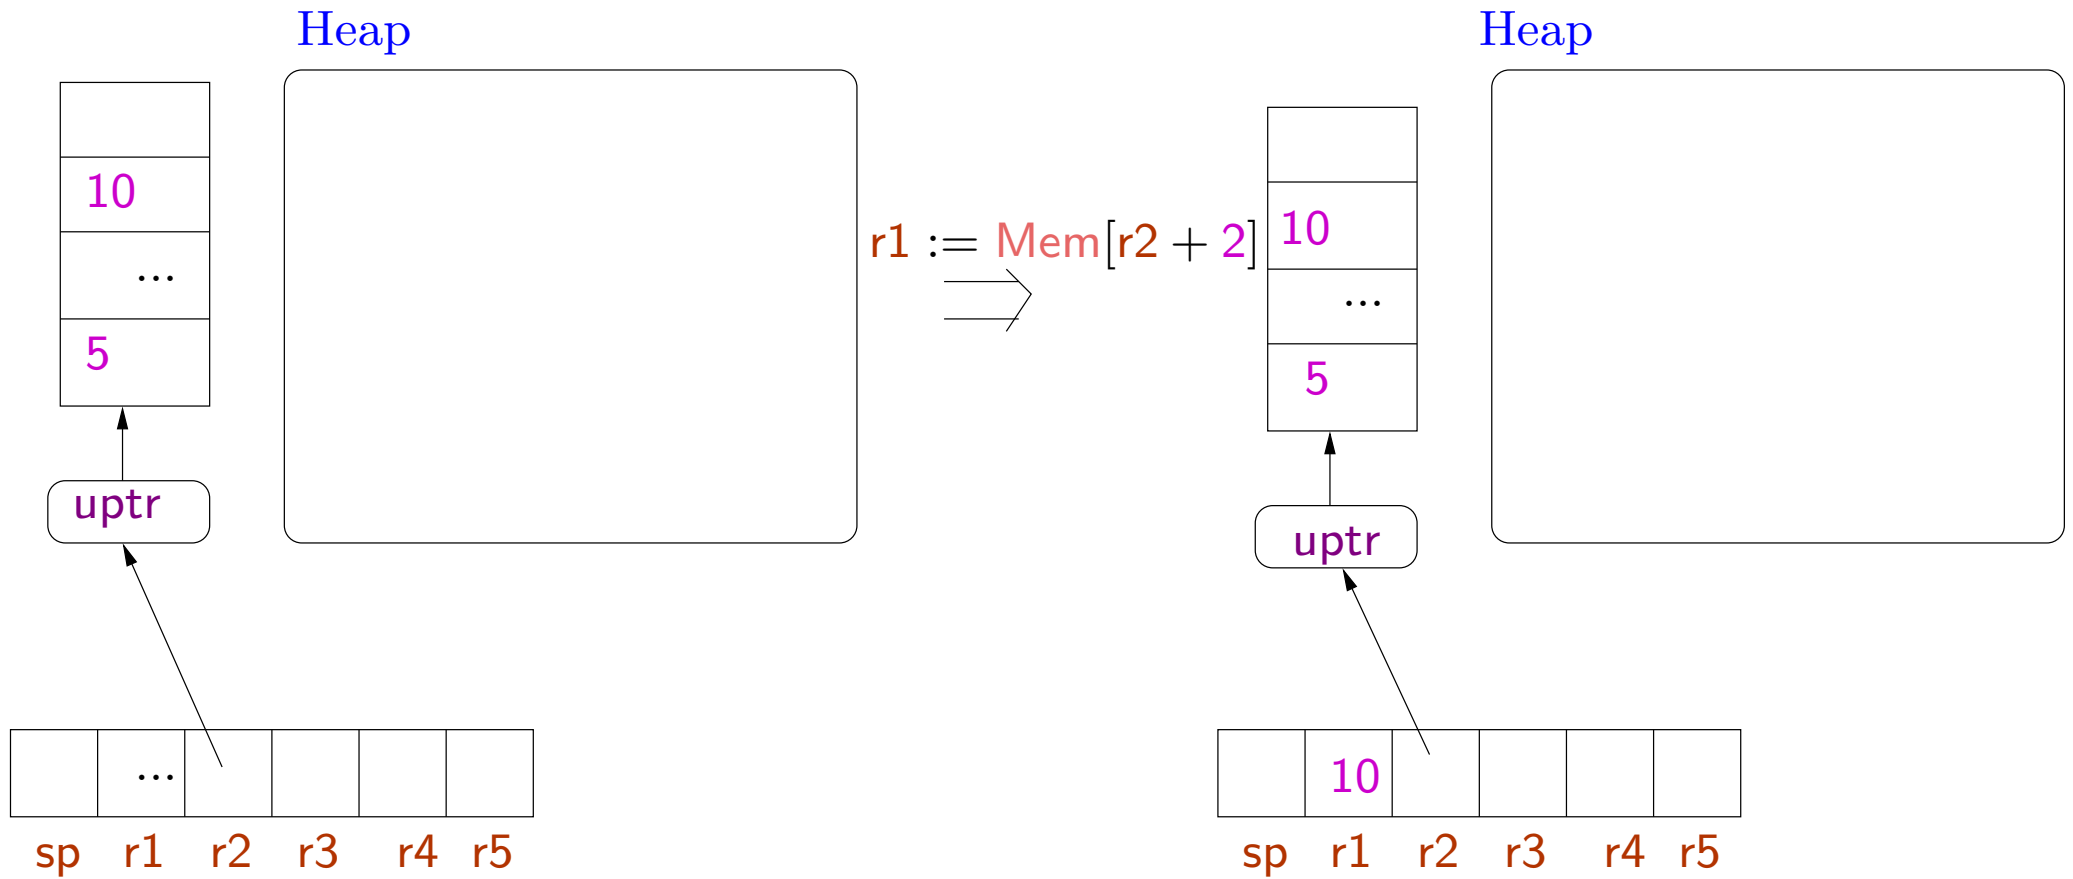 Heap
10
...
5
uptr
...
sp r1 r2 r3 r4 r5
r1 := Mem[r2 + 2]
Heap
10
...
5
uptr
10
sp r1 r2 r3 r4 r5